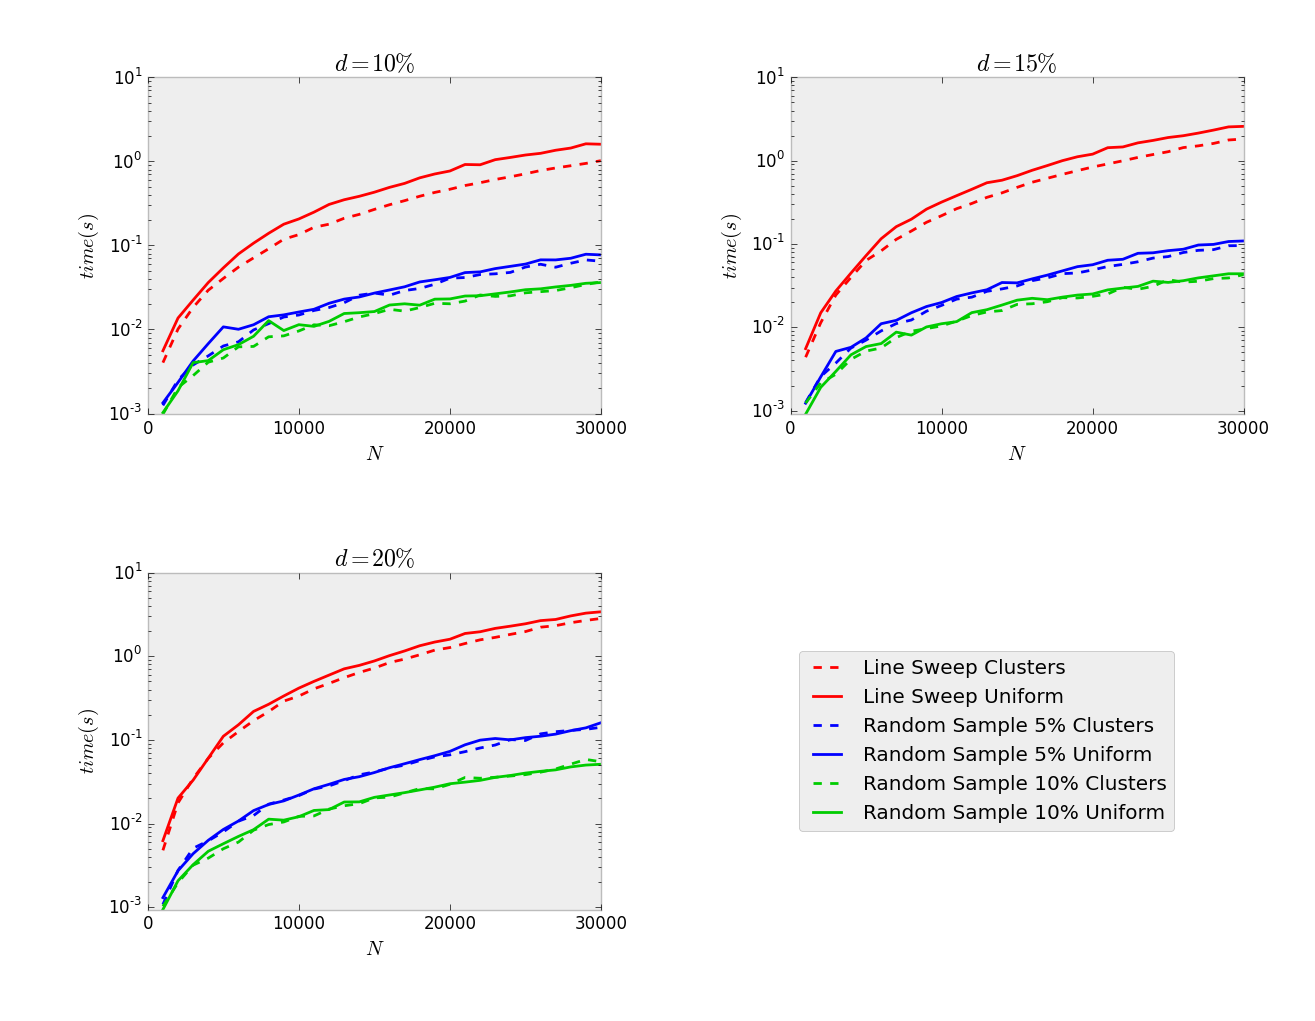 d = 10%
10^1
10^0
10^-1
10^-2
10^-3
time(s)
0 10000 20000 30000
N
d = 15%
10^1
10^0
10^-1
10^-2
10^-3
time(s)
0 10000 20000 30000
N
d = 20%
10^1
10^0
10^-1
10^-2
10^-3
time(s)
0 10000 20000 30000
N
Line Sweep Clusters
Line Sweep Uniform
Random Sample 5% Clusters
Random Sample 5% Uniform
Random Sample 10% Clusters
Random Sample 10% Uniform